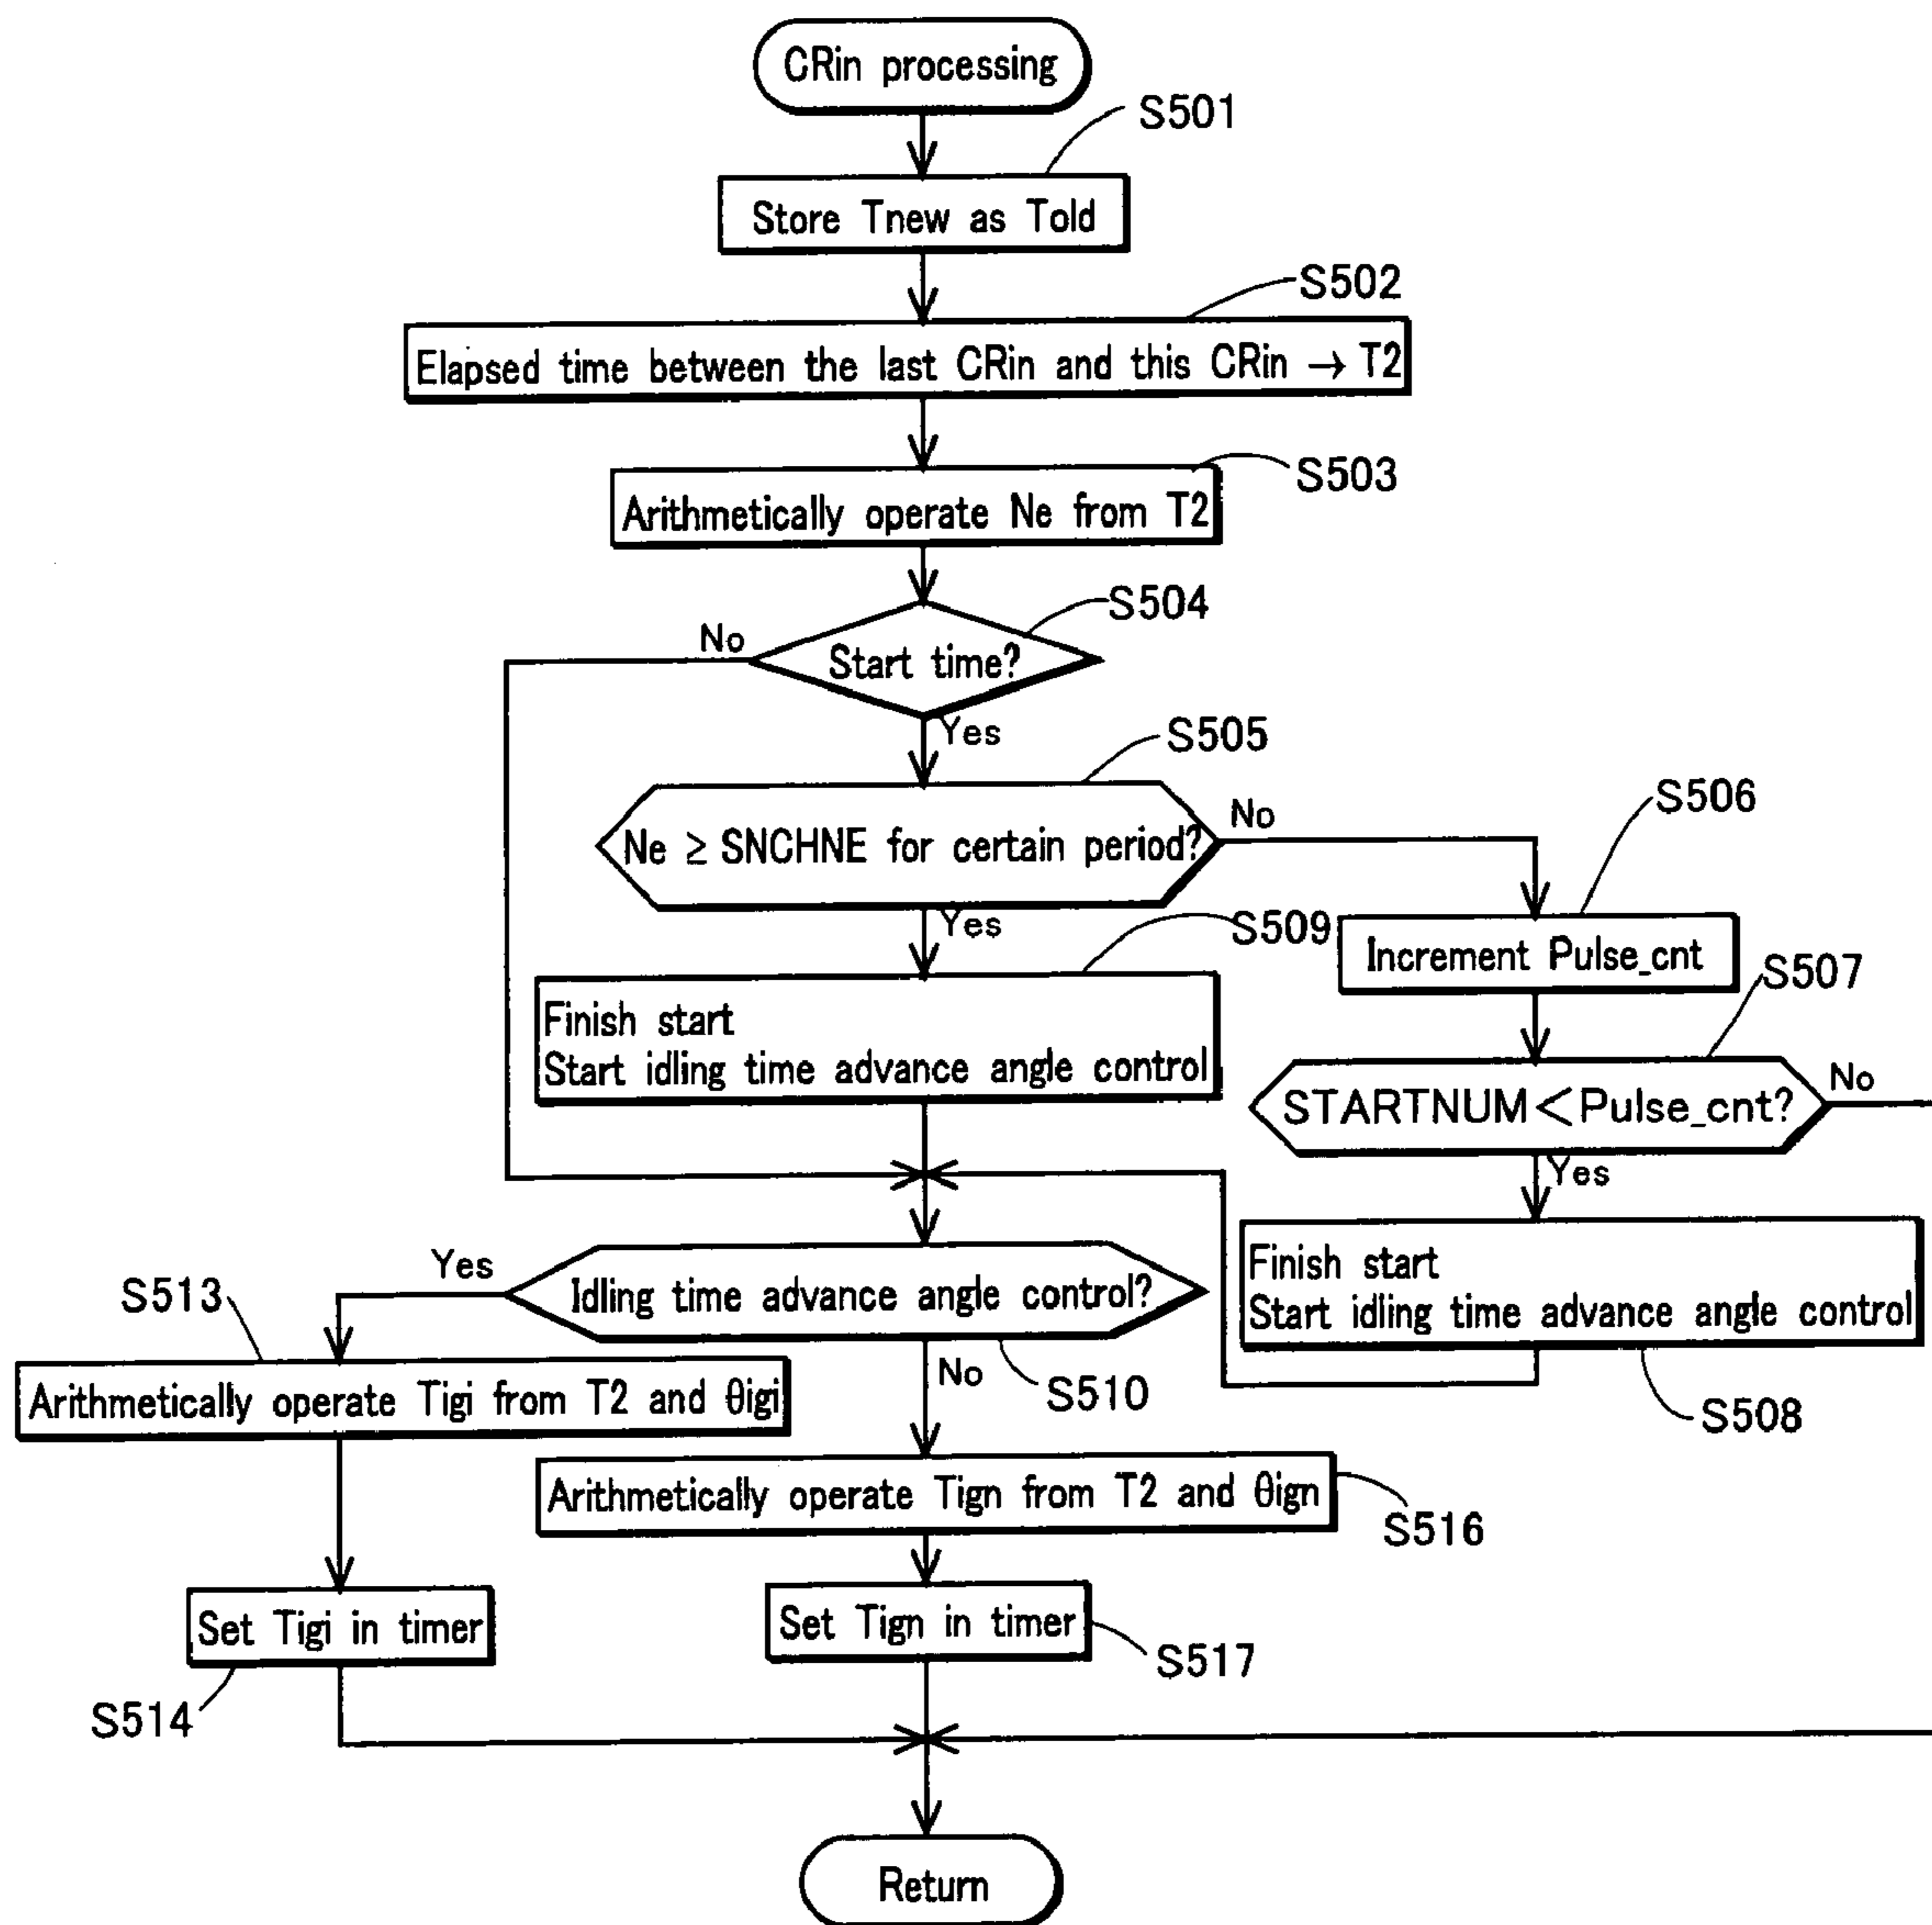 CRin processing
S501
Store Tnew as Told
S502
Elapsed time between the last CRin and this CRin → T2
S503
Arithmetically operate Ne from T2
S504
No
Start time?
Yes
S505
Ne ≥ SNCHNE for certain period?
No
S506
Yes
S509
Increment Pulse_cnt
S507
Finish start
Start idling time advance angle control
STARTNUM<Pulse_cnt?
No
Yes
Yes
S513
Idling time advance angle control?
Finish start
Start idling time advance angle control
No
S510
S508
Arithmetically operate Tigi from T2 and θigi
Arithmetically operate Tign from T2 and θign
S516
Set Tigi in timer
Set Tign in timer
S517
S514
Return